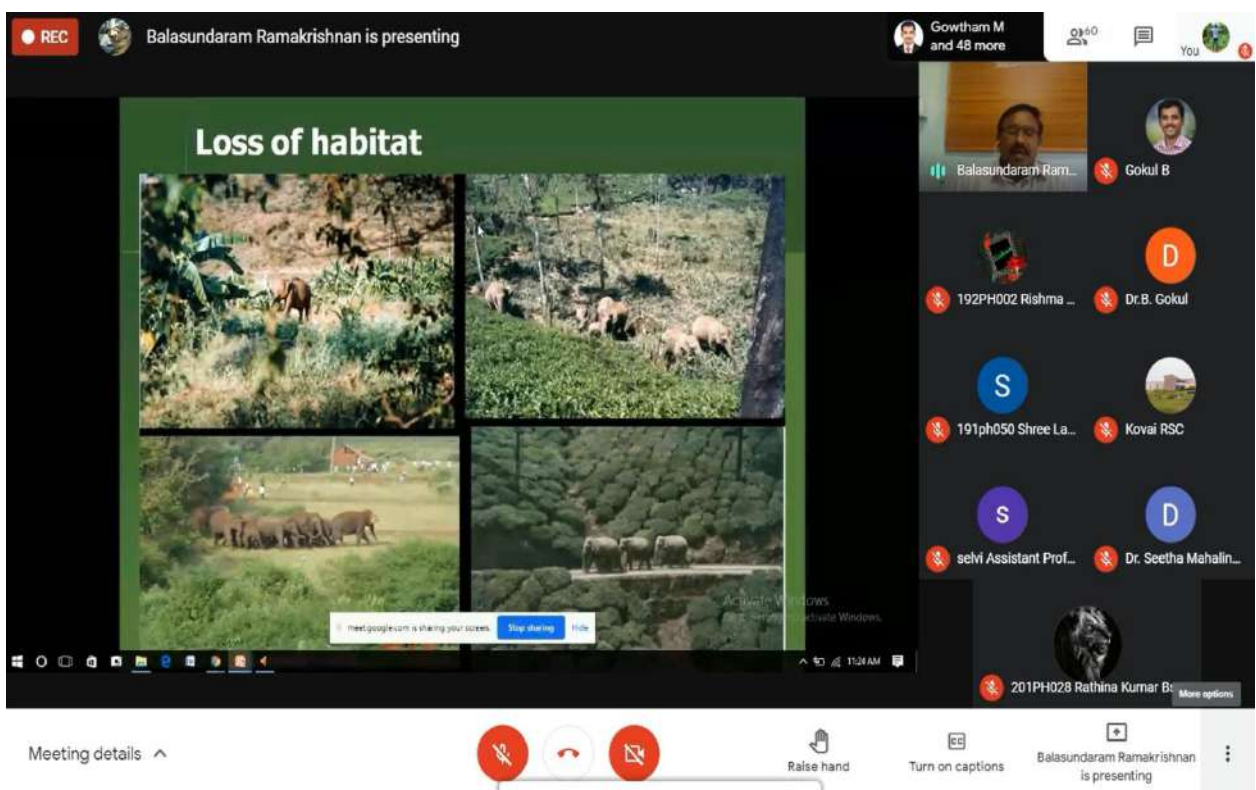 REC
Balasundaram Ramakrishnan is presenting
Gowtham M
and 48 more
60
You
Loss of habitat
Balasundaram Ram...
Gokul B
192PH002 Rishma ...
D
Dr.B. Gokul
S
191ph050 Shree La...
Kovai RSC
s
selvi Assistant Prof...
D
Dr. Seetha Mahalin...
Activate Windows
activate Windows.
meet.google.com is sharing your screen.
Stop sharing
Hide
11:24 AM
201PH028 Rathina Kumar B
More options
Meeting details
Raise hand
CC
Turn on captions
Balasundaram Ramakrishnan
is presenting